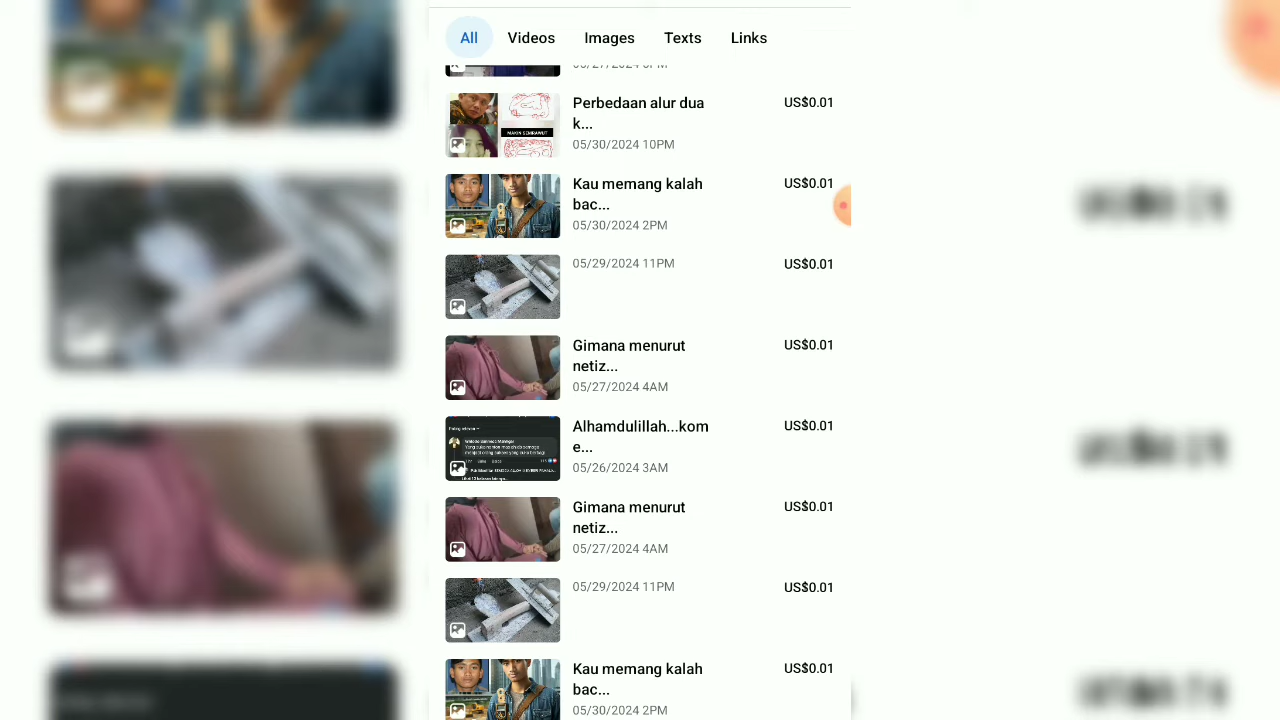 All Videos Images Texts Links
Perbedaan alur dua US$0.01
k...
MAKIN SEMRAWUT
05/30/2024 10PM
Kau memang kalah US$0.01
bac...
05/30/2024 2PM
05/29/2024 11PM US$0.01
Gimana menurut US$0.01
netiz...
05/27/2024 4AM
Alhamdulillah...kom US$0.01
e...
05/26/2024 3AM
Gimana menurut US$0.01
netiz...
05/27/2024 4AM
05/29/2024 11PM US$0.01
Kau memang kalah US$0.01
bac...
05/30/2024 2PM